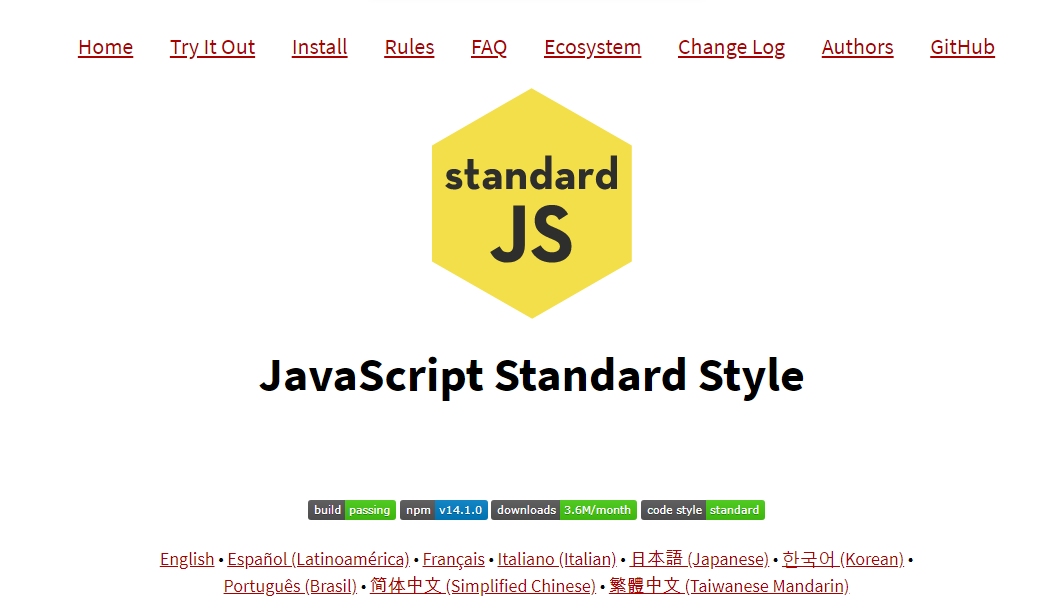 Home Try It Out Install Rules FAQ Ecosystem Change Log Authors GitHub
standard
JS
JavaScript Standard Style
build passing npm v14.1.0 downloads 3.6M/month code style standard
English • Español (Latinoamérica) • Français • Italiano (Italian) • 日本語 (Japanese) • 한국어 (Korean) •
Português (Brasil) • 简体中文 (Simplified Chinese) • 繁體中文 (Taiwanese Mandarin)